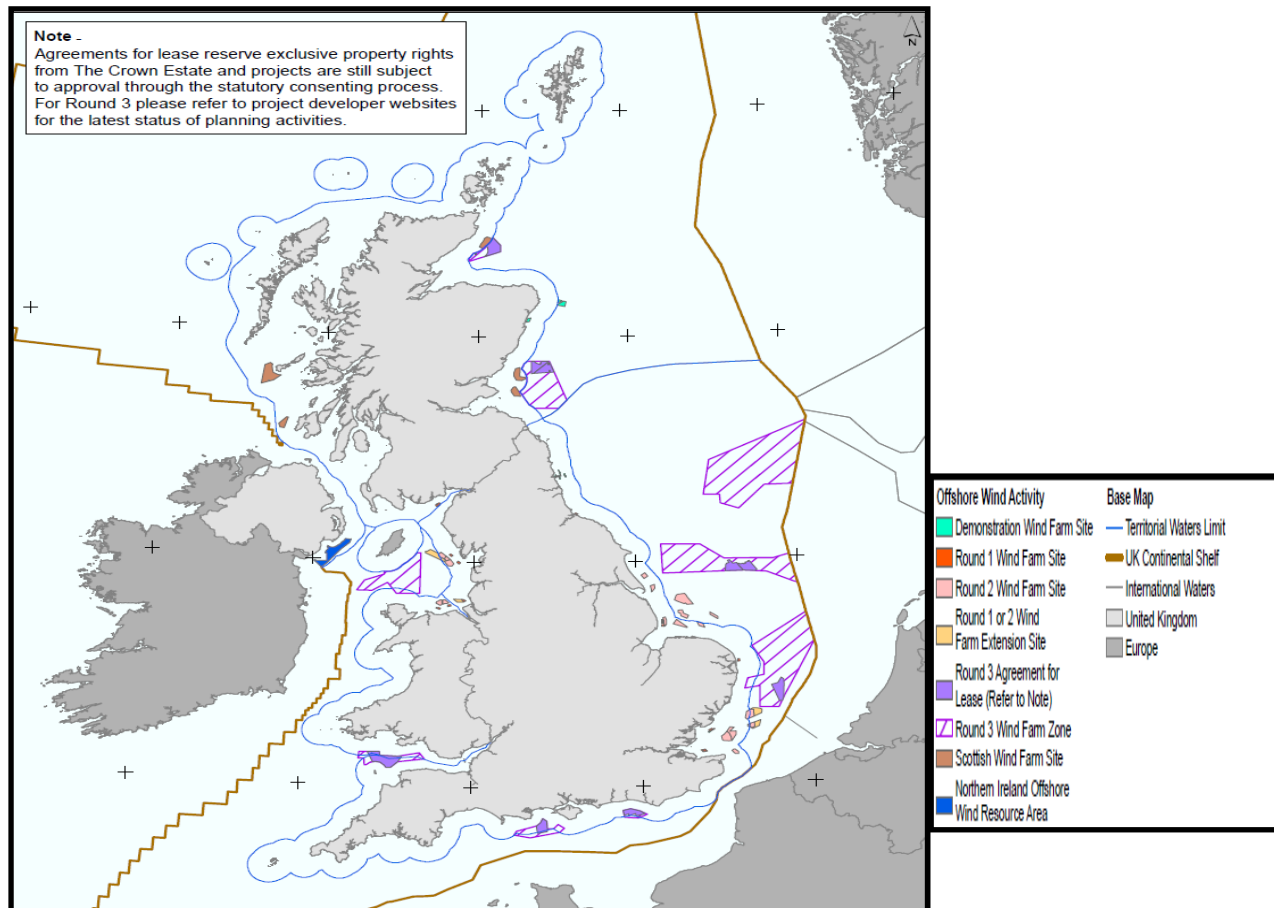 Note -
Agreements for lease reserve exclusive property rights
from The Crown Estate and projects are still subject
to approval through the statutory consenting process.
For Round 3 please refer to project developer websites
for the latest status of planning activities.
N
Offshore Wind Activity
Demonstration Wind Farm Site
Round 1 Wind Farm Site
Round 2 Wind Farm Site
Round 1 or 2 Wind
Farm Extension Site
Round 3 Agreement for
Lease (Refer to Note)
Round 3 Wind Farm Zone
Scottish Wind Farm Site
Northern Ireland Offshore
Wind Resource Area
Base Map
Territorial Waters Limit
UK Continental Shelf
International Waters
United Kingdom
Europe